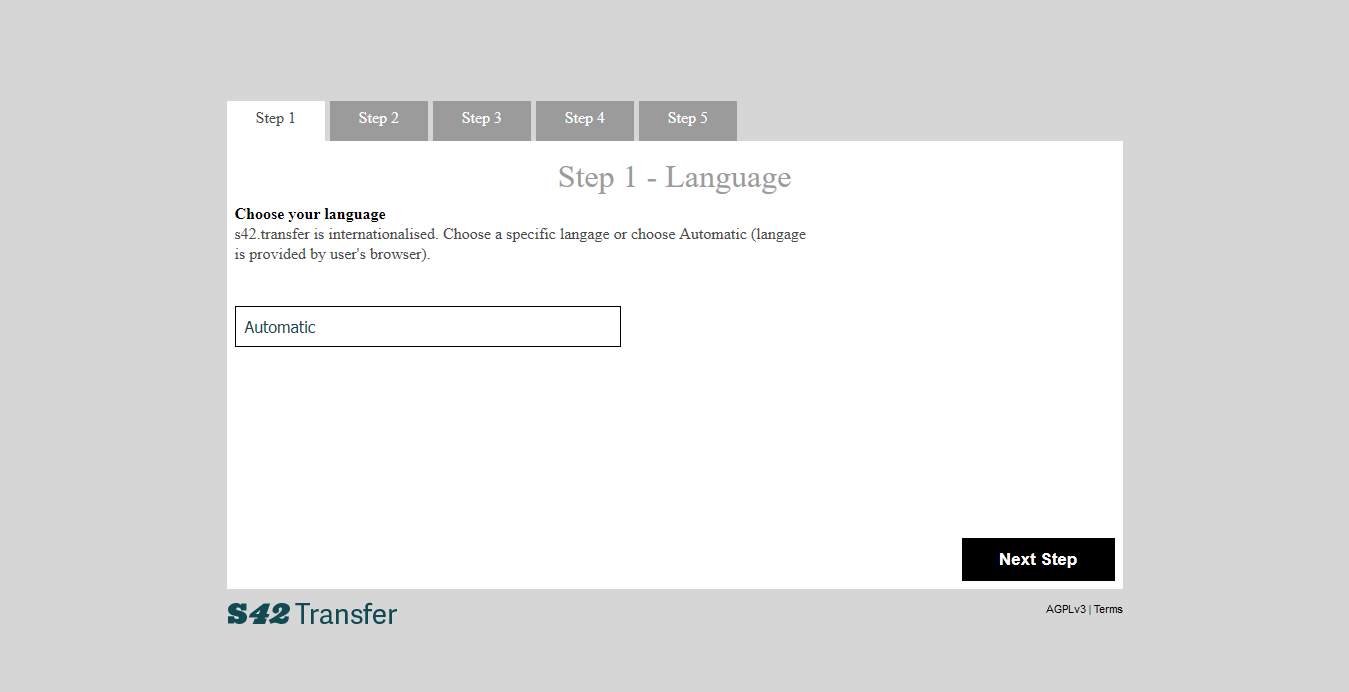 Step 1
Step 2
Step 3
Step 4
Step 5
Step 1 - Language
Choose your language
s42.transfer is internationalised. Choose a specific langage or choose Automatic (langage
is provided by user's browser).
Automatic
Next Step
S42 Transfer
AGPLv3 | Terms